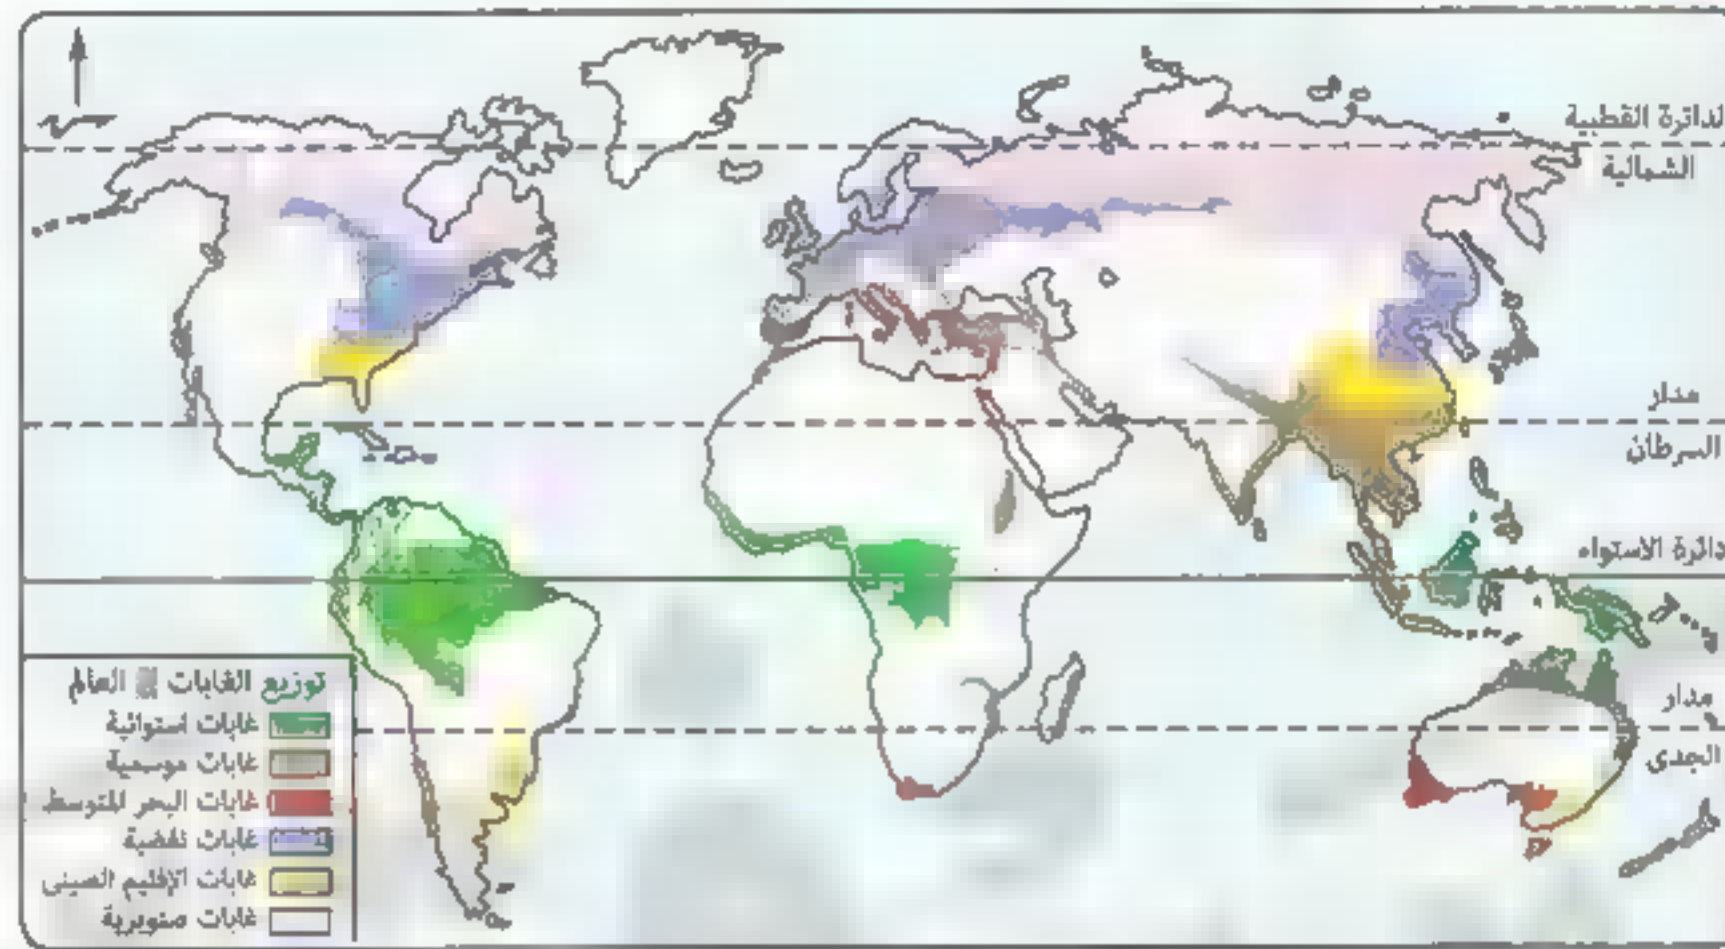 الدائرة القطبية
الشمالية
مدار
السرطان
دائرة الاستواء
مدار
الجدى
توزيع الغابات العالم
غابات استوائية
غابات موسمية
غابات البحر المتوسط
غابات نفضية
غابات الإقليم الصينى
غابات صنوبرية